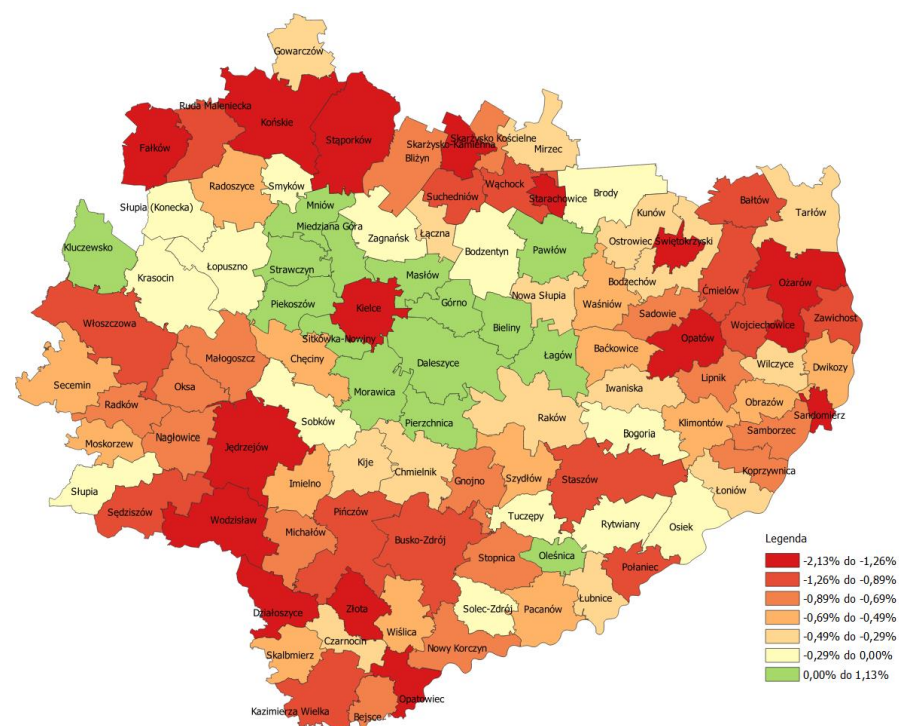 Gowarczów
Ruda Maleniecka
Końskie
Fałków
Stąporków
Skarżysko Kościelne
Skarżysko-Kamienna
Mirzec
Bliżyn
Radoszyce
Smyków
Suchedniów
Wąchock
Starachowice
Brody
Bałtów
Tarłów
Słupia (Konecka)
Mniów
Miedziana Góra
Zagnańsk
Łączna
Bodzentyn
Pawłów
Kunów
Ostrowiec Świętokrzyski
Kluczewsko
Krasocin
Łopuszno
Strawczyn
Masłów
Bodzechów
Ćmielów
Ożarów
Piekoszów
Kielce
Górno
Nowa Słupia
Waśniów
Sadowie
Wojciechowice
Zawichost
Włoszczowa
Sitkówka-Nowiny
Bieliny
Opatów
Małogoszcz
Chęciny
Daleszyce
Łagów
Baćkowice
Lipnik
Wilczyce
Dwikozy
Secemin
Oksa
Radków
Morawica
Iwaniska
Obrazów
Sandomierz
Sobków
Pierzchnica
Raków
Bogoria
Klimontów
Samborzec
Moskorzew
Nagłowice
Jędrzejów
Kije
Chmielnik
Koprzywnica
Słupia
Imielno
Gnojno
Szydłów
Staszów
Łoniów
Sędziszów
Wodzisław
Pińczów
Michałów
Busko-Zdrój
Tuczępy
Rytwiany
Osiek
Stopnica
Oleśnica
Połaniec
Działoszyce
Złota
Solec-Zdrój
Pacanów
Łubnice
Czarnocin
Wiślica
Skalbmierz
Nowy Korczyn
Kazimierza Wielka
Bejsce
Opatowiec
Legenda
-2,13% do -1,26%
-1,26% do -0,89%
-0,89% do -0,69%
-0,69% do -0,49%
-0,49% do -0,29%
-0,29% do 0,00%
0,00% do 1,13%